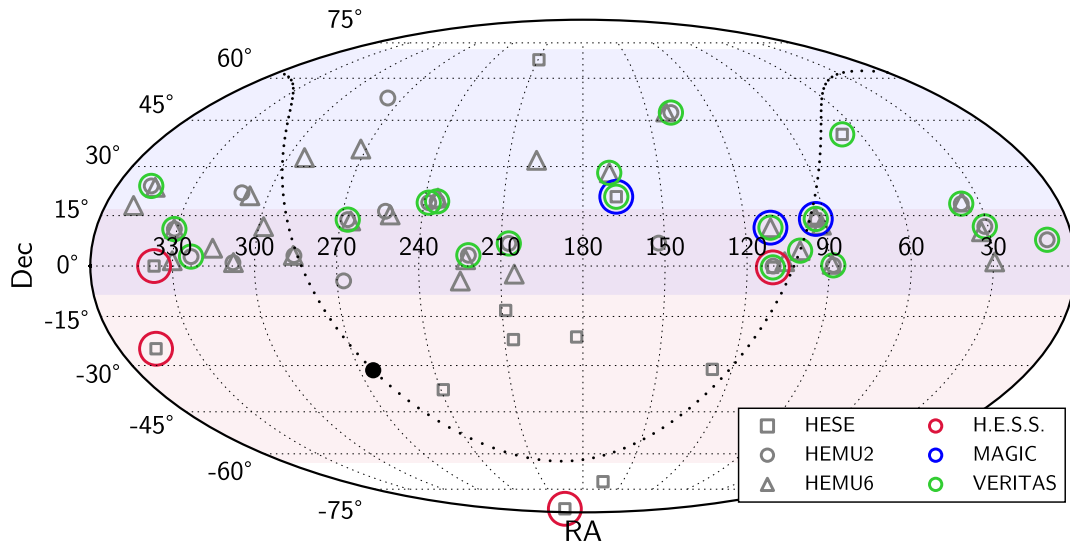 75°
60°
45°
30°
15°
0°
-15°
-30°
-45°
-60°
-75°
Dec
330 300 270 240 210 180 150 120 90 60 30
RA
HESE H.E.S.S.
HEMU2 MAGIC
HEMU6 VERITAS